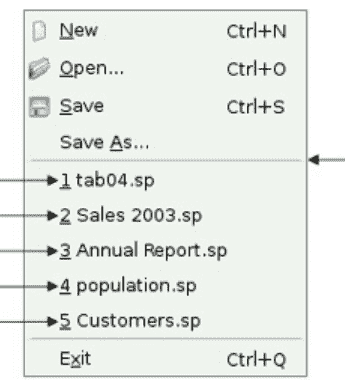 New Ctrl+N
Open... Ctrl+O
Save Ctrl+S
Save As...
1 tab04.sp
2 Sales 2003.sp
3 Annual Report.sp
4 population.sp
5 Customers.sp
Exit Ctrl+Q